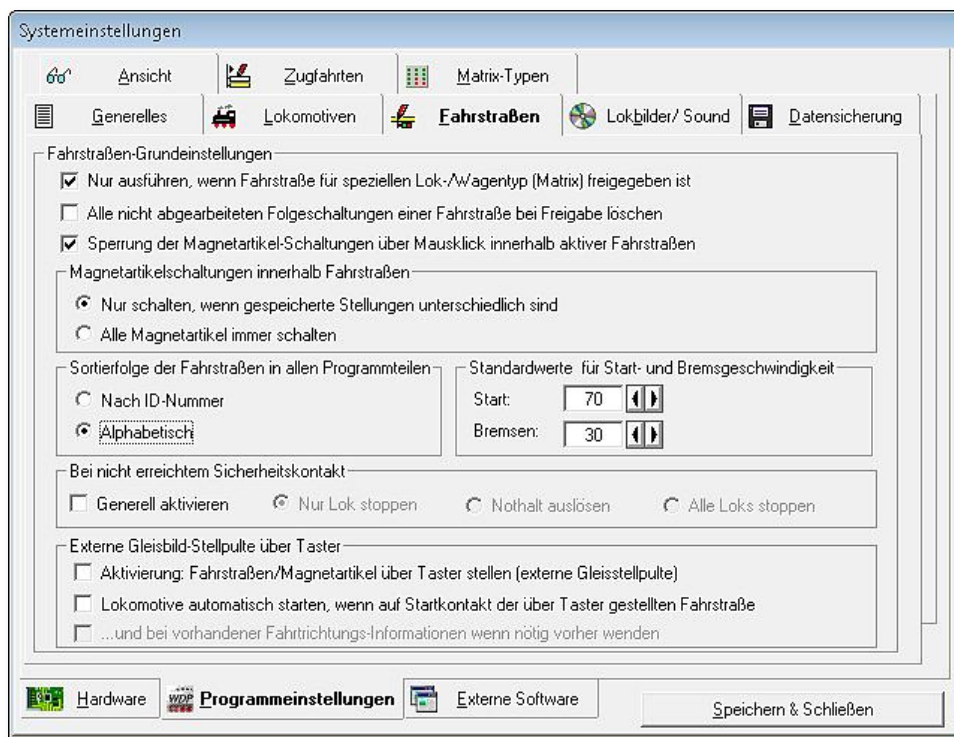 Systemeinstellungen
Ansicht
Zugfahrten
Matrix-Typen
Generelles
Lokomotiven
Fahrstraßen
Lokbilder/ Sound
Datensicherung
Fahrstraßen-Grundeinstellungen
Nur ausführen, wenn Fahrstraße für speziellen Lok-/Wagentyp (Matrix) freigegeben ist
Alle nicht abgearbeiteten Folgeschaltungen einer Fahrstraße bei Freigabe löschen
Sperrung der Magnetartikel-Schaltungen über Mausklick innerhalb aktiver Fahrstraßen
Magnetartikelschaltungen innerhalb Fahrstraßen
Nur schalten, wenn gespeicherte Stellungen unterschiedlich sind
Alle Magnetartikel immer schalten
Sortierfolge der Fahrstraßen in allen Programmteilen
Nach ID-Nummer
Alphabetisch
Standardwerte für Start- und Bremsgeschwindigkeit
Start: 70
Bremsen: 30
Bei nicht erreichtem Sicherheitskontakt
Generell aktivieren
Nur Lok stoppen
Nothalt auslösen
Alle Loks stoppen
Externe Gleisbild-Stellpulte über Taster
Aktivierung: Fahrstraßen/Magnetartikel über Taster stellen (externe Gleisstellpulte)
Lokomotive automatisch starten, wenn auf Startkontakt der über Taster gestellten Fahrstraße
...und bei vorhandener Fahrtrichtungs-Informationen wenn nötig vorher wenden
Hardware
WDP
Programmeinstellungen
Externe Software
Speichern & Schließen